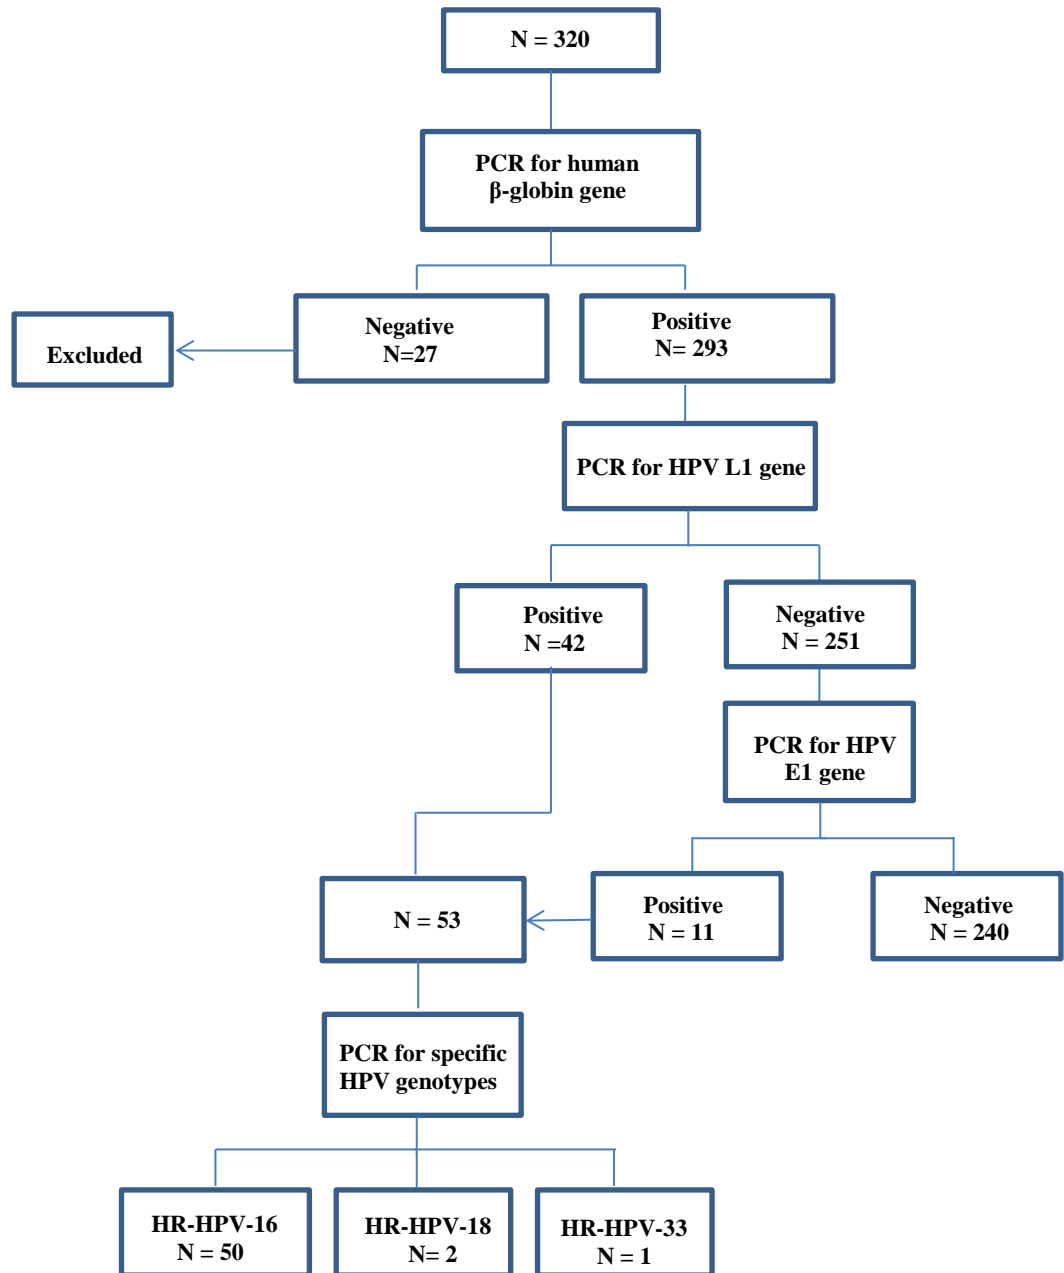 N = 320
PCR for human
β-globin gene
Negative
N=27
Positive
N= 293
Excluded
PCR for HPV L1 gene
Positive
N =42
Negative
N = 251
PCR for HPV
E1 gene
N = 53
Positive
N = 11
Negative
N = 240
PCR for specific
HPV genotypes
HR-HPV-16
N = 50
HR-HPV-18
N= 2
HR-HPV-33
N = 1